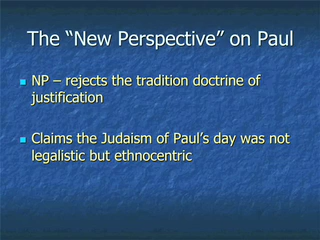 The “New Perspective” on Paul
NP – rejects the tradition doctrine of
justification
Claims the Judaism of Paul’s day was not
legalistic but ethnocentric